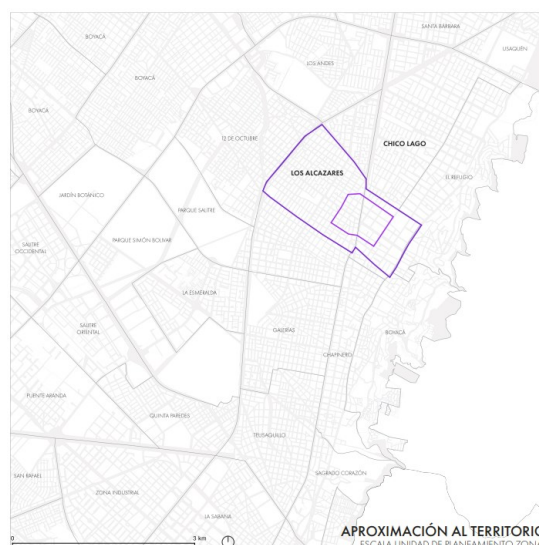 SANTA BARBARA
BOYACÁ
USAQUÉN
LOS ANDES
BOYACÁ
BOYACÁ
12 DE OCTUBRE
CHICO LAGO
LOS ALCAZARES
EL REFUGIO
JARDÍN BOTÁNICO
PARQUE SALITRE
PARQUE SIMÓN BOLIVAR
SALITRE
OCCIDENTAL
LA ESMERALDA
SALITRE
ORIENTAL
GALERÍAS
BOYACÁ
CHAPINERO
PUENTE ARANDA
QUINTA PAREDES
TEUSAQUILLO
SAN RAFAEL
SAGRADO CORAZÓN
ZONA INDUSTRIAL
LA SABANA
APROXIMACIÓN AL TERRITORIO
ESCALA UNIDAD DE PLANEAMIENTO ZONA
0
3 km